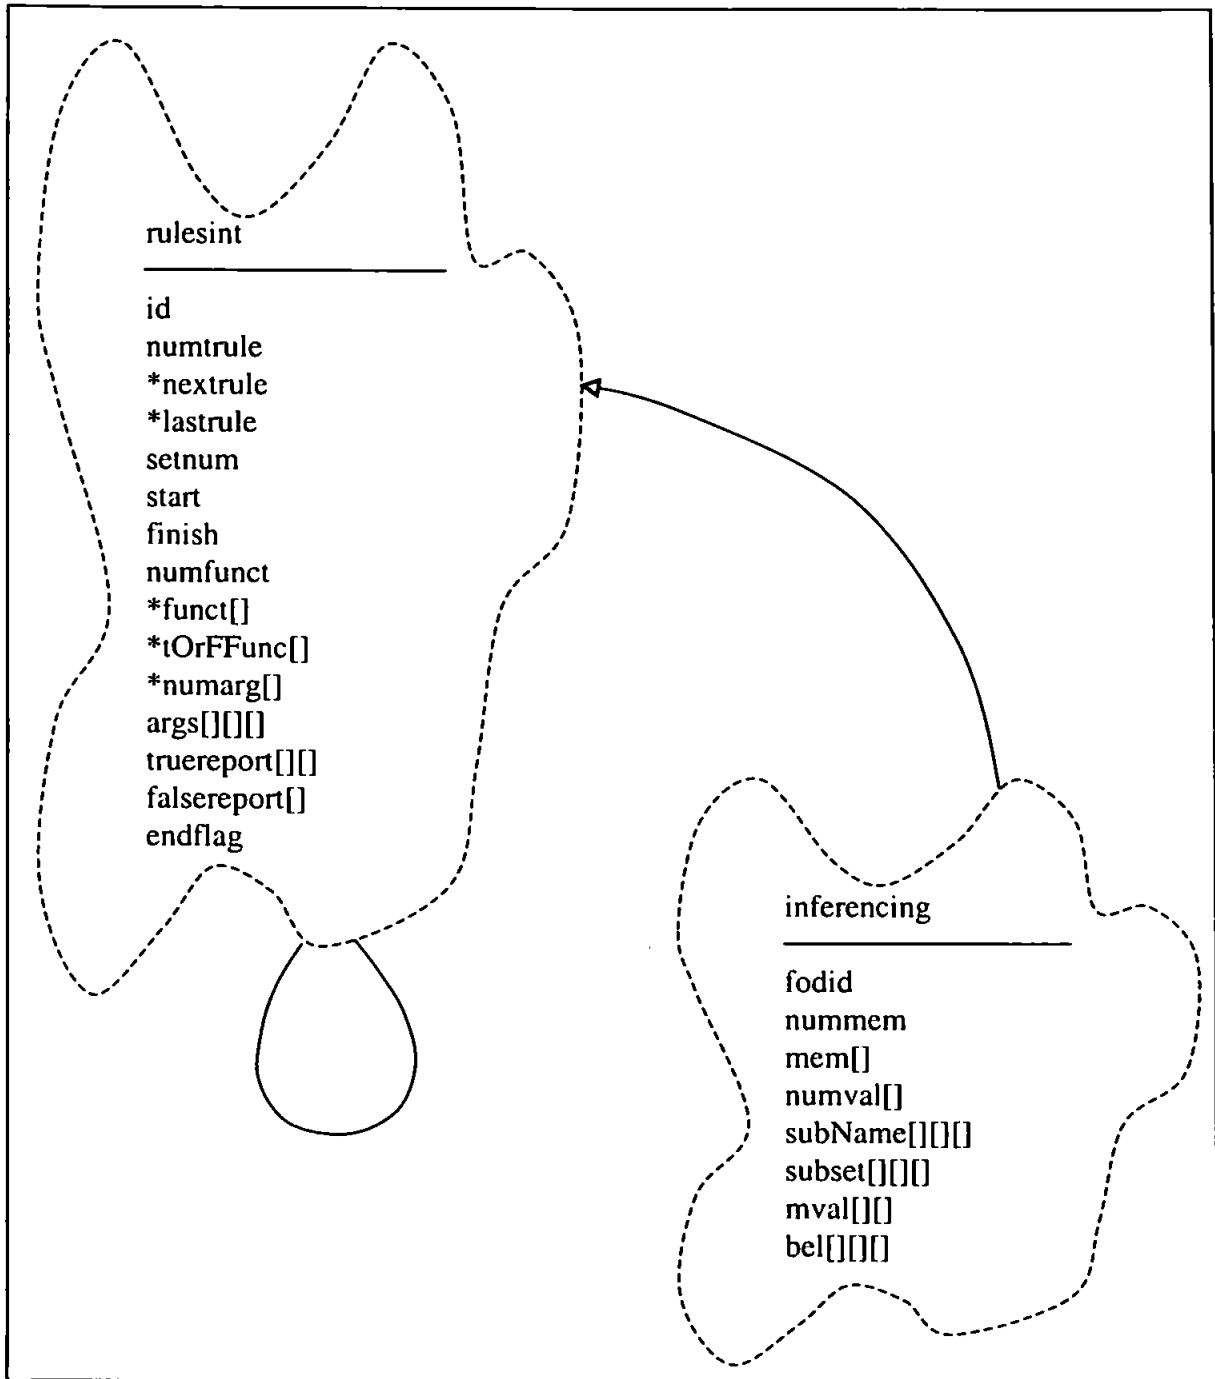 rulesint
id
numtrule
*nextrule
*lastrule
setnum
start
finish
numfunct
*funct[]
*tOrFFunc[]
*numarg[]
args[][][]
truereport[][]
falsereport[]
endflag
inferencing
fodid
nummem
mem[]
numval[]
subName[][][]
subset[][][]
mval[][]
bel[][][]